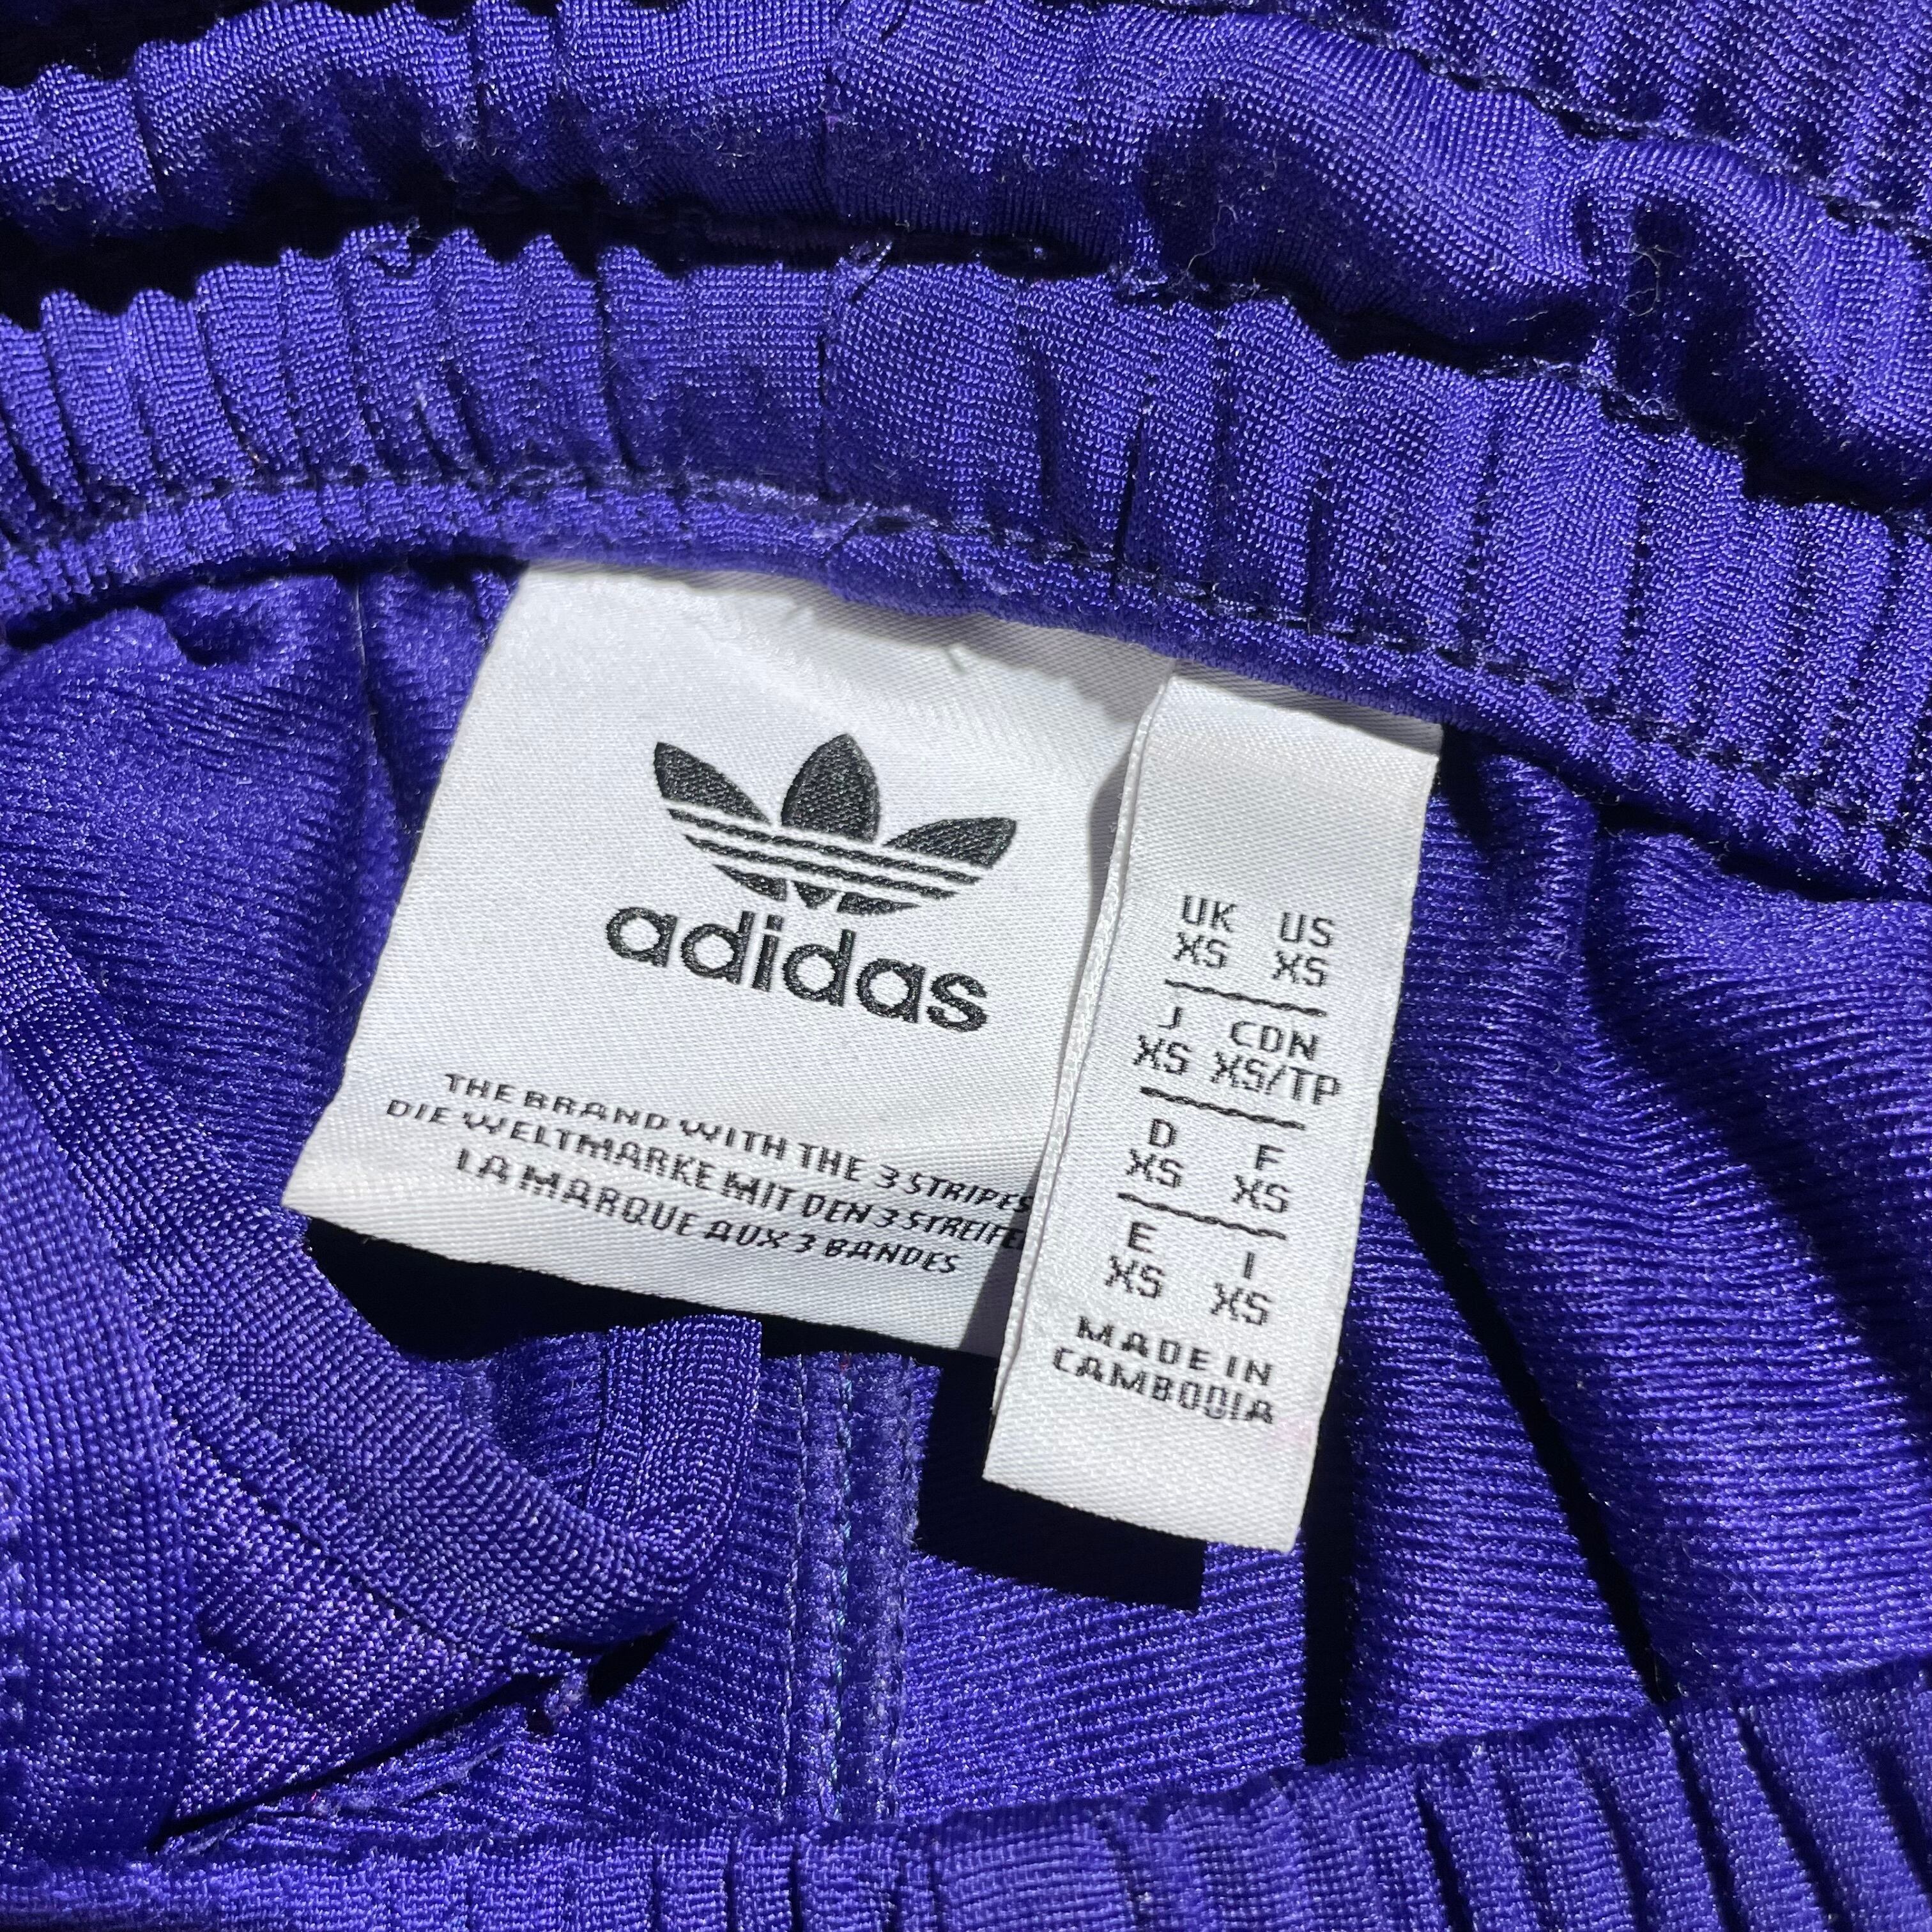 adidas
THE BRAND WITH THE 3 STRIPES
DIE WELTMARKE MIT DEN 3 STREIFE
LA MARQUE AUX 3 BANDES
UK US
XS XS
J CDN
XS XS/TP
D F
XS XS
E I
XS XS
MADE IN
CAMBODIA